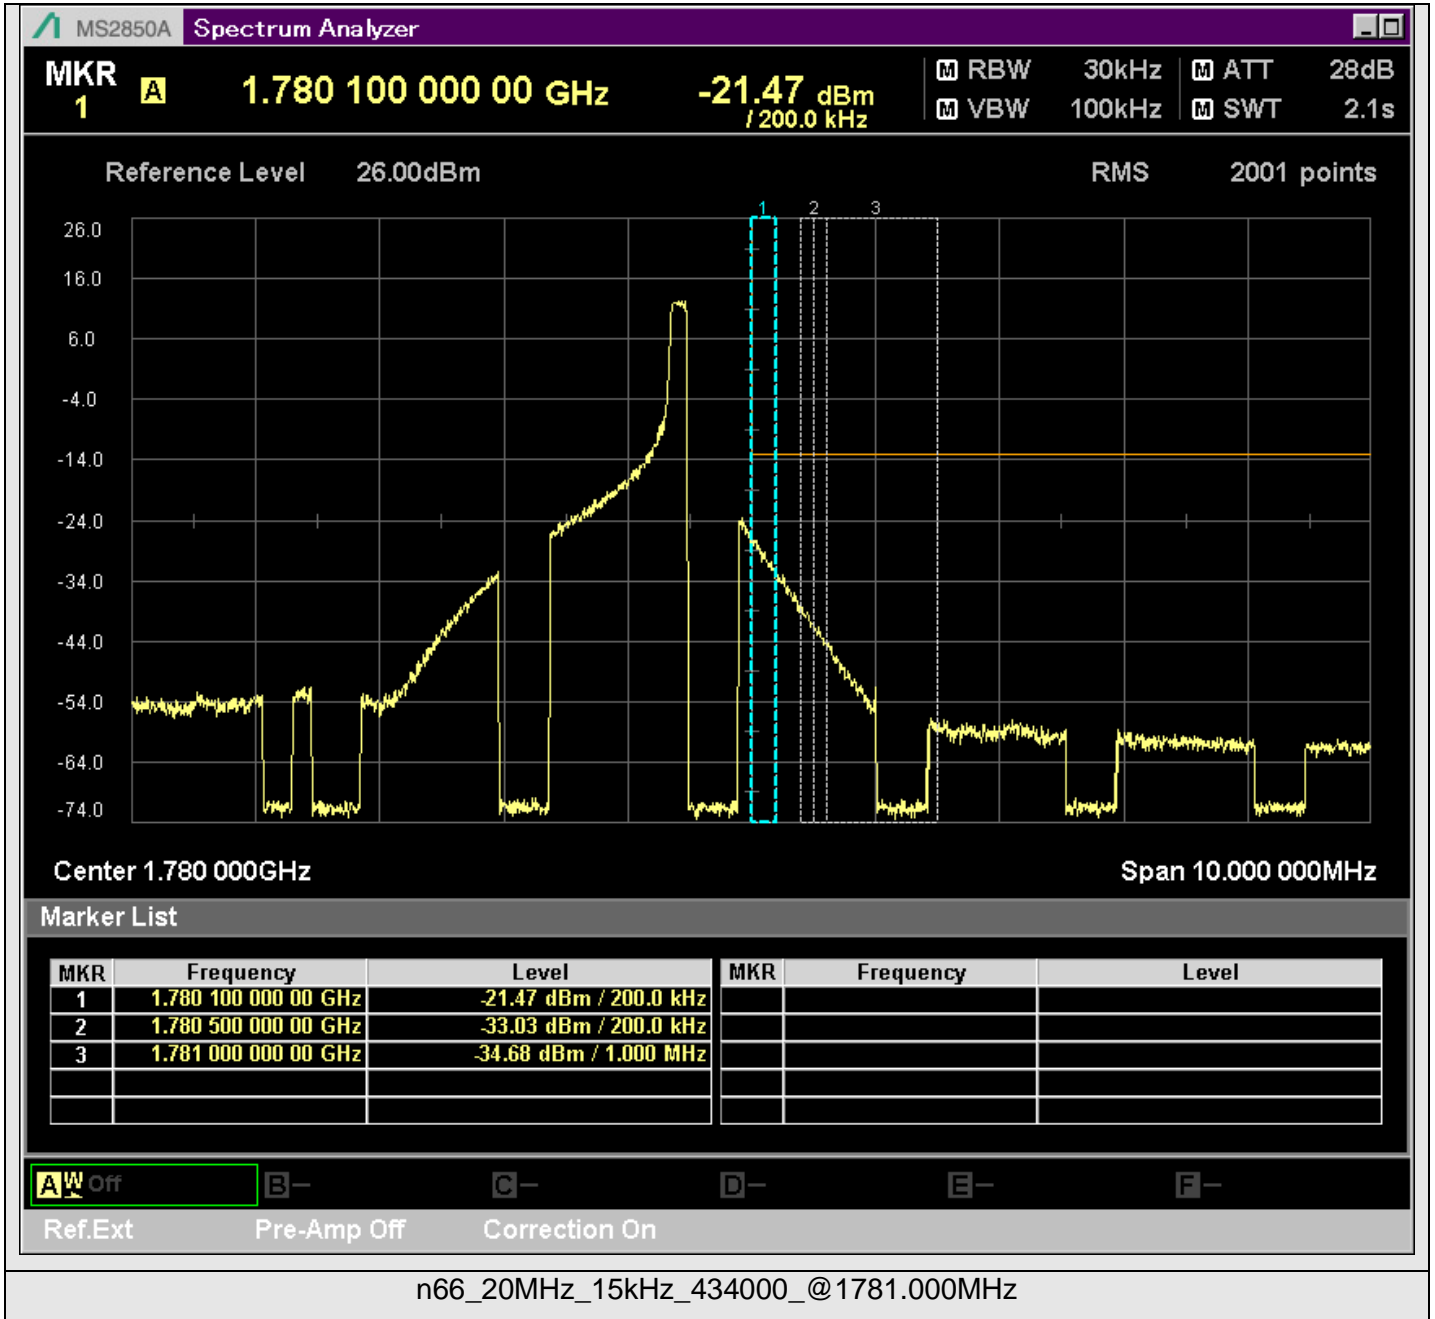 MS2850A Spectrum Analyzer
MKR 1 A 1.780 100 000 00 GHz -21.47 dBm / 200.0 kHz
M RBW 30kHz M ATT 28dB
M VBW 100kHz M SWT 2.1s
Reference Level 26.00dBm RMS 2001 points
1 2 3
26.0
16.0
6.0
-4.0
-14.0
-24.0
-34.0
-44.0
-54.0
-64.0
-74.0
Center 1.780 000GHz Span 10.000 000MHz
Marker List
MKR Frequency Level MKR Frequency Level
1 1.780 100 000 00 GHz -21.47 dBm / 200.0 kHz
2 1.780 500 000 00 GHz -33.03 dBm / 200.0 kHz
3 1.781 000 000 00 GHz -34.68 dBm / 1.000 MHz
A W Off B- C- D- E- F-
Ref.Ext Pre-Amp Off Correction On
n66_20MHz_15kHz_434000_@1781.000MHz